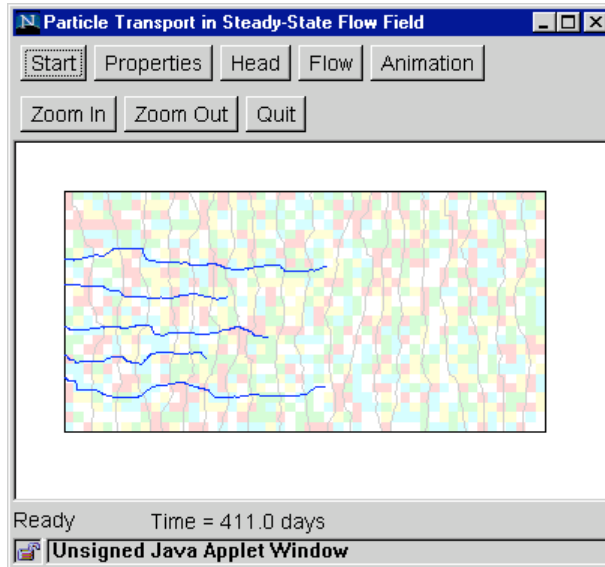 N Particle Transport in Steady-State Flow Field
Start Properties Head Flow Animation
Zoom In Zoom Out Quit
Ready Time = 411.0 days
Unsigned Java Applet Window